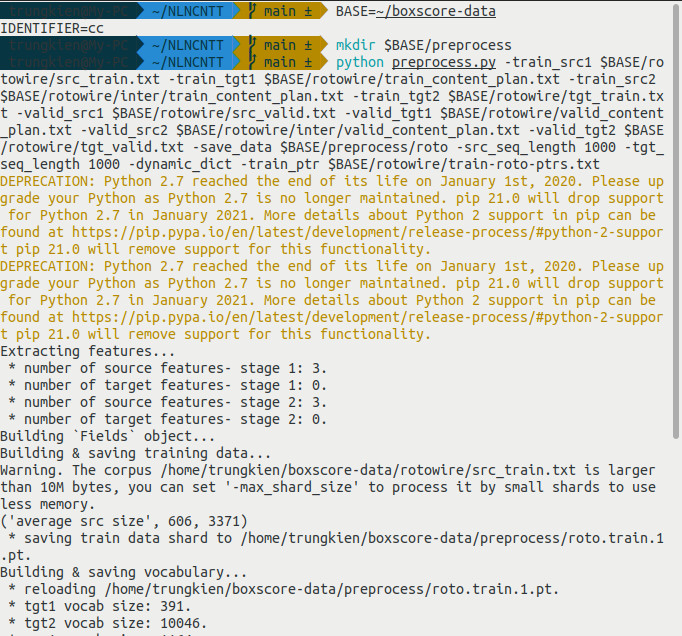 trungkien@My-PC ~/NLNCNTT main ± BASE=~/boxscore-data
IDENTIFIER=cc
trungkien@My-PC ~/NLNCNTT main ± mkdir $BASE/preprocess
trungkien@My-PC ~/NLNCNTT main ± python preprocess.py -train_src1 $BASE/ro
towire/src_train.txt -train_tgt1 $BASE/rotowire/train_content_plan.txt -train_src2
$BASE/rotowire/inter/train_content_plan.txt -train_tgt2 $BASE/rotowire/tgt_train.tx
t -valid_src1 $BASE/rotowire/src_valid.txt -valid_tgt1 $BASE/rotowire/valid_content
_plan.txt -valid_src2 $BASE/rotowire/inter/valid_content_plan.txt -valid_tgt2 $BASE
/rotowire/tgt_valid.txt -save_data $BASE/preprocess/roto -src_seq_length 1000 -tgt_
seq_length 1000 -dynamic_dict -train_ptr $BASE/rotowire/train-roto-ptrs.txt
DEPRECATION: Python 2.7 reached the end of its life on January 1st, 2020. Please up
grade your Python as Python 2.7 is no longer maintained. pip 21.0 will drop support
for Python 2.7 in January 2021. More details about Python 2 support in pip can be
found at https://pip.pypa.io/en/latest/development/release-process/#python-2-suppor
t pip 21.0 will remove support for this functionality.
DEPRECATION: Python 2.7 reached the end of its life on January 1st, 2020. Please up
grade your Python as Python 2.7 is no longer maintained. pip 21.0 will drop support
for Python 2.7 in January 2021. More details about Python 2 support in pip can be
found at https://pip.pypa.io/en/latest/development/release-process/#python-2-suppor
t pip 21.0 will remove support for this functionality.
Extracting features...
* number of source features- stage 1: 3.
* number of target features- stage 1: 0.
* number of source features- stage 2: 3.
* number of target features- stage 2: 0.
Building `Fields` object...
Building & saving training data...
Warning. The corpus /home/trungkien/boxscore-data/rotowire/src_train.txt is larger
than 10M bytes, you can set '-max_shard_size' to process it by small shards to use
less memory.
('average src size', 606, 3371)
* saving train data shard to /home/trungkien/boxscore-data/preprocess/roto.train.1
.pt.
Building & saving vocabulary...
* reloading /home/trungkien/boxscore-data/preprocess/roto.train.1.pt.
* tgt1 vocab size: 391.
* tgt2 vocab size: 10046.